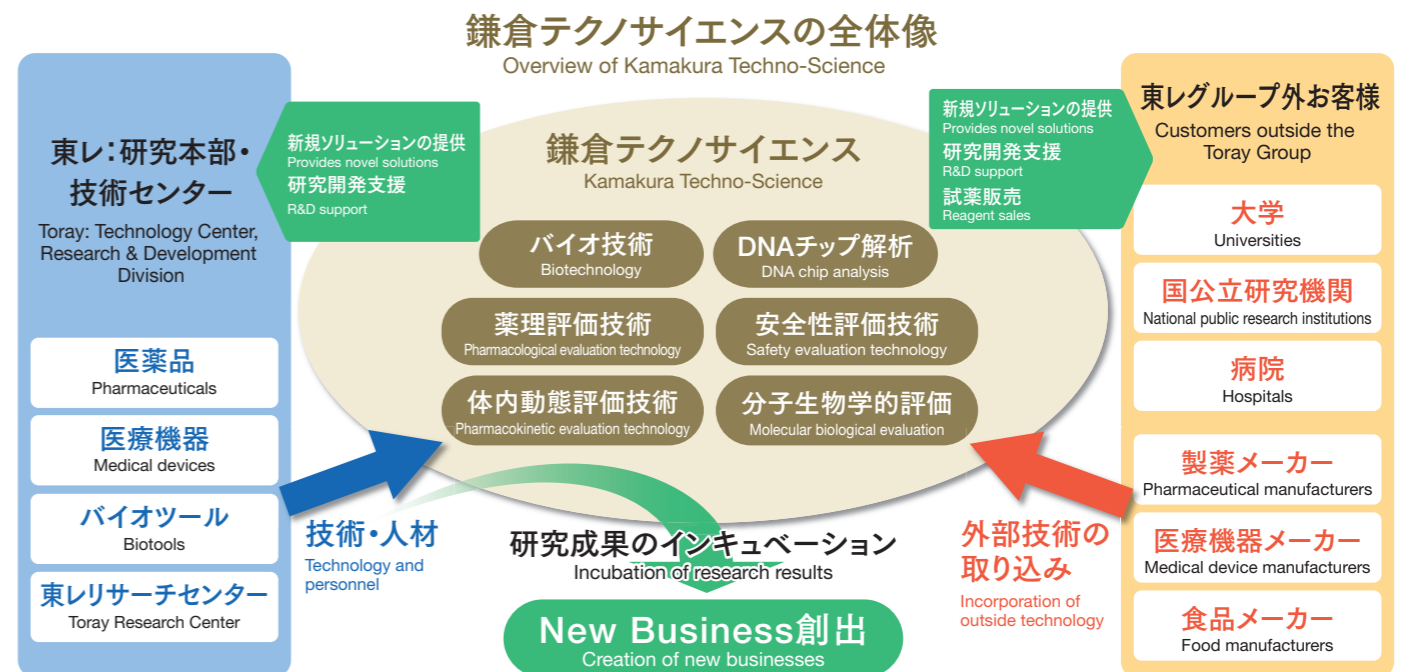 鎌倉テクノサイエンスの全体像
Overview of Kamakura Techno-Science
東レ：研究本部・
技術センター
Toray: Technology Center,
Research & Development
Division
医薬品
Pharmaceuticals
医療機器
Medical devices
バイオツール
Biotools
東レリサーチセンター
Toray Research Center
新規ソリューションの提供
Provides novel solutions
研究開発支援
R&D support
技術・人材
Technology and
personnel
鎌倉テクノサイエンス
Kamakura Techno-Science
バイオ技術
Biotechnology
DNAチップ解析
DNA chip analysis
薬理評価技術
Pharmacological evaluation technology
安全性評価技術
Safety evaluation technology
体内動態評価技術
Pharmacokinetic evaluation technology
分子生物学的評価
Molecular biological evaluation
研究成果のインキュベーション
Incubation of research results
New Business創出
Creation of new businesses
新規ソリューションの提供
Provides novel solutions
研究開発支援
R&D support
試薬販売
Reagent sales
外部技術の
取り込み
Incorporation of
outside technology
東レグループ外お客様
Customers outside the
Toray Group
大学
Universities
国公立研究機関
National public research institutions
病院
Hospitals
製薬メーカー
Pharmaceutical manufacturers
医療機器メーカー
Medical device manufacturers
食品メーカー
Food manufacturers